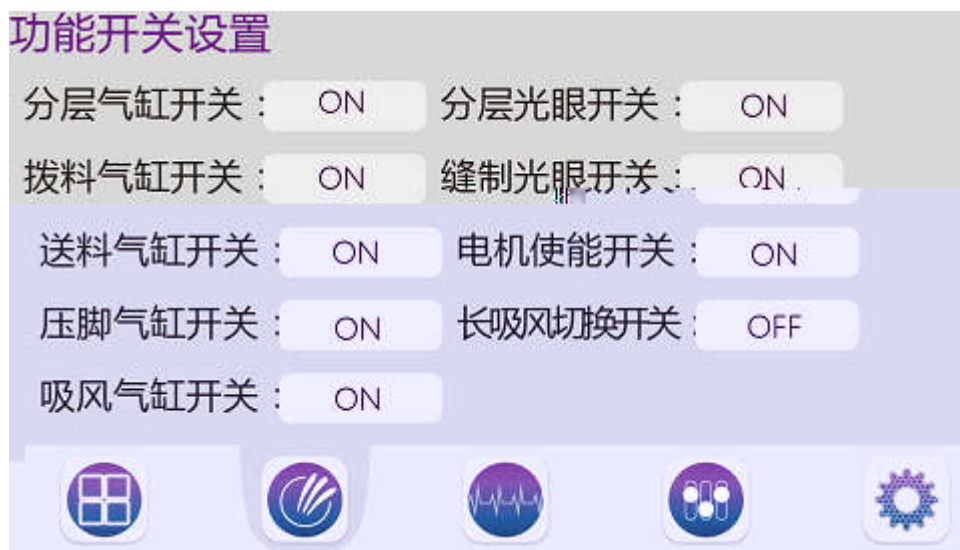 功能开关设置
分层气缸开关： ON 分层光眼开关： ON
拨料气缸开关： ON 缝制光眼开关： ON
送料气缸开关： ON 电机使能开关： ON
压脚气缸开关： ON 长吸风切换开关： OFF
吸风气缸开关： ON